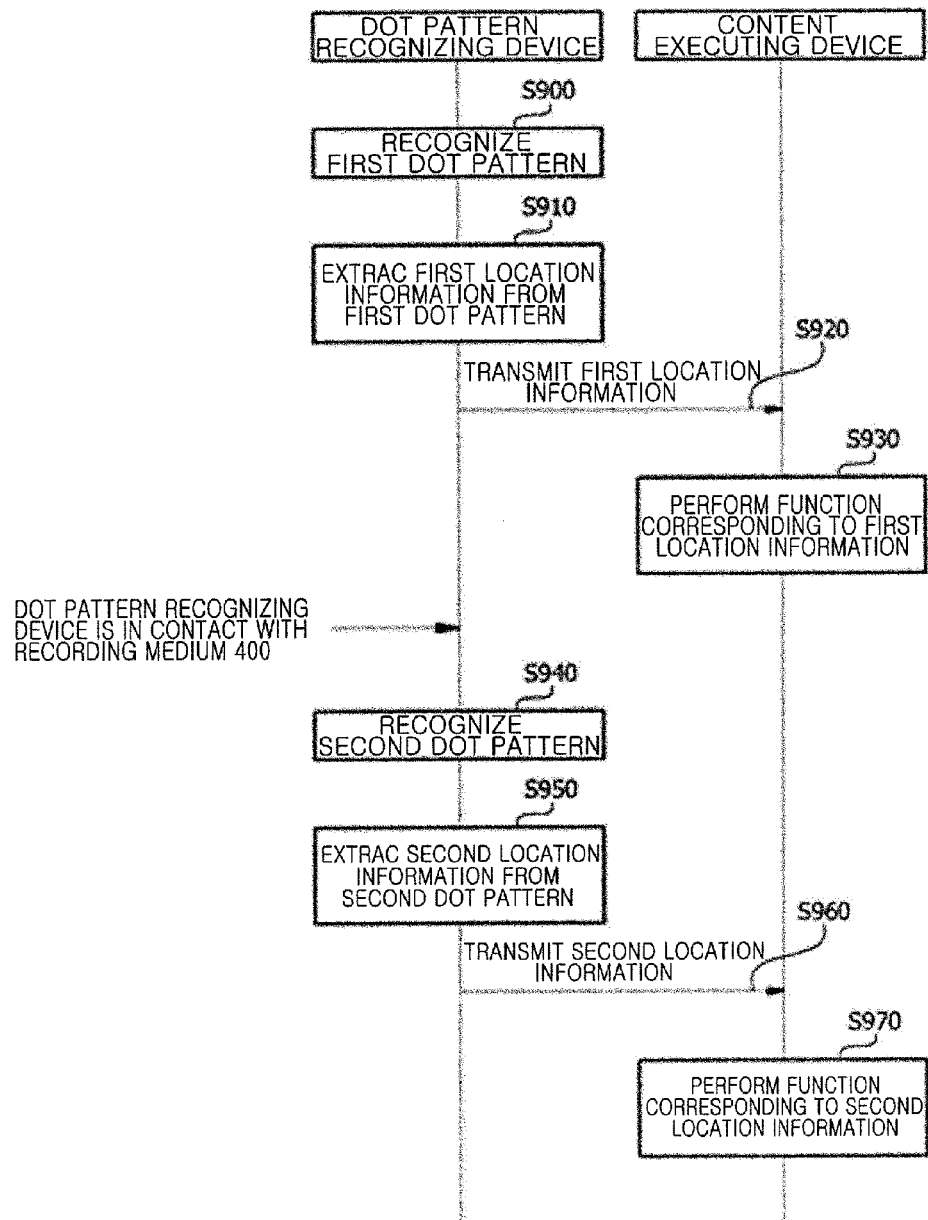 DOT PATTERN
RECOGNIZING DEVICE
CONTENT
EXECUTING DEVICE
S900
RECOGNIZE
FIRST DOT PATTERN
S910
EXTRAC FIRST LOCATION
INFORMATION FROM
FIRST DOT PATTERN
S920
TRANSMIT FIRST LOCATION
INFORMATION
S930
PERFORM FUNCTION
CORRESPONDING TO FIRST
LOCATION INFORMATION
DOT PATTERN RECOGNIZING
DEVICE IS IN CONTACT WITH
RECORDING MEDIUM 400
S940
RECOGNIZE
SECOND DOT PATTERN
S950
EXTRAC SECOND LOCATION
INFORMATION FROM
SECOND DOT PATTERN
S960
TRANSMIT SECOND LOCATION
INFORMATION
S970
PERFORM FUNCTION
CORRESPONDING TO SECOND
LOCATION INFORMATION